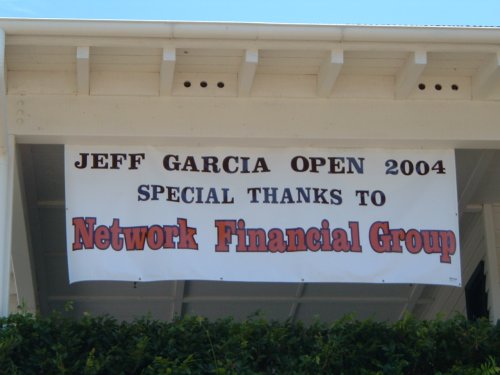 JEFF GARCIA OPEN 2004
SPECIAL THANKS TO
Network Financial Group